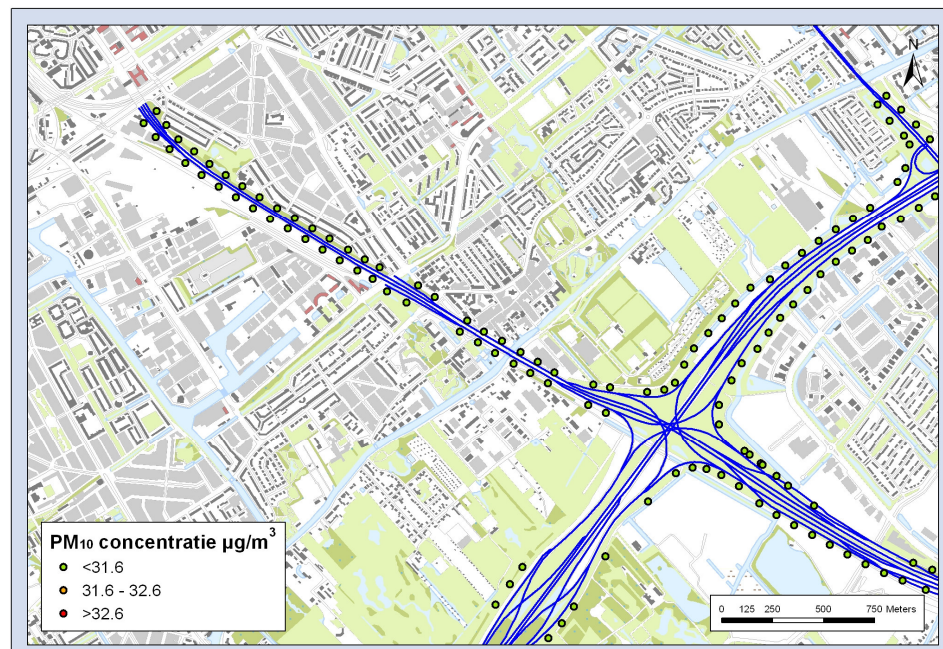 N
PM₁₀ concentratie µg/m³
<31.6
31.6 - 32.6
>32.6
0 125 250 500 750 Meters